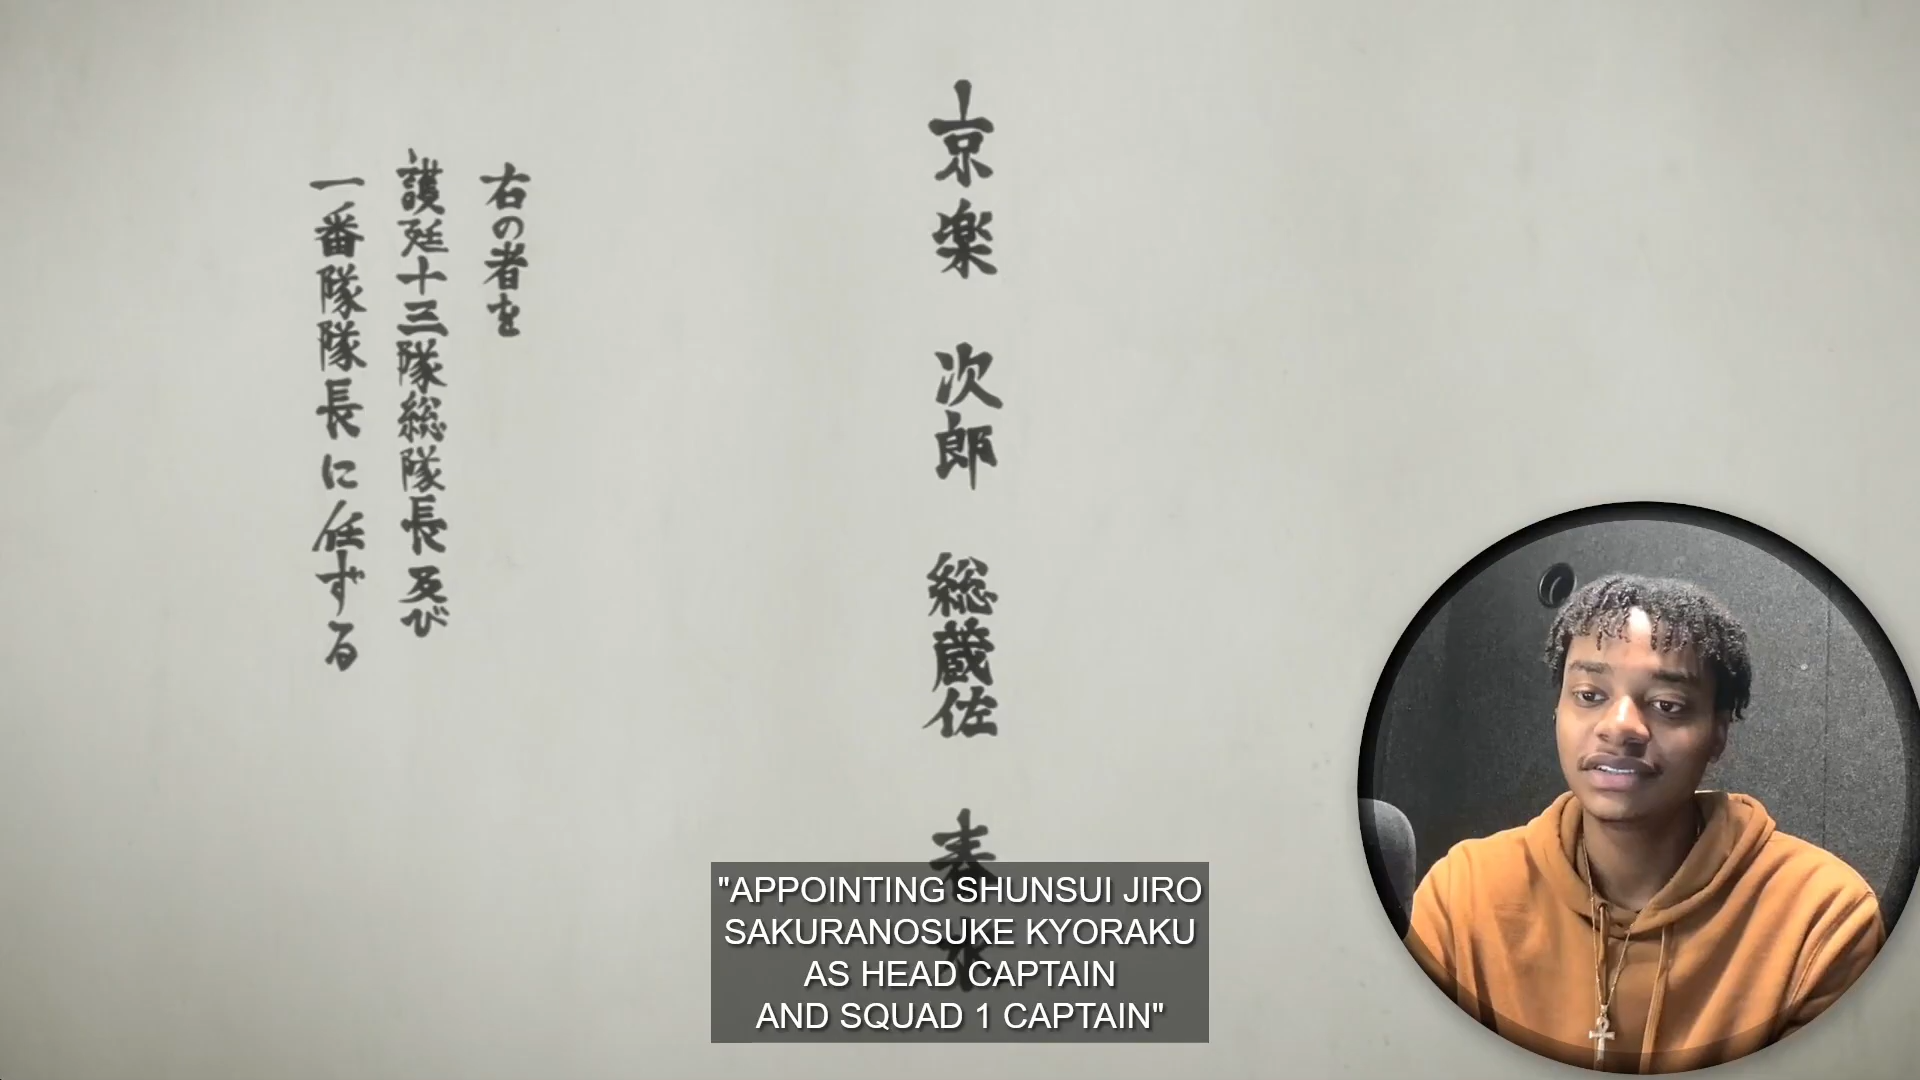 京楽 次郎 総蔵佐 春水
右の者を
護廷十三隊総隊長及び
一番隊隊長に任ずる
"APPOINTING SHUNSUI JIRO
SAKURANOSUKE KYORAKU
AS HEAD CAPTAIN
AND SQUAD 1 CAPTAIN"